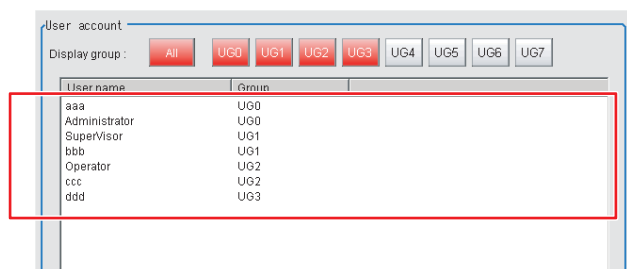 User account
Display group : All UG0 UG1 UG2 UG3 UG4 UG5 UG6 UG7
User name Group
aaa UG0
Administrator UG0
SuperVisor UG1
bbb UG1
Operator UG2
ccc UG2
ddd UG3